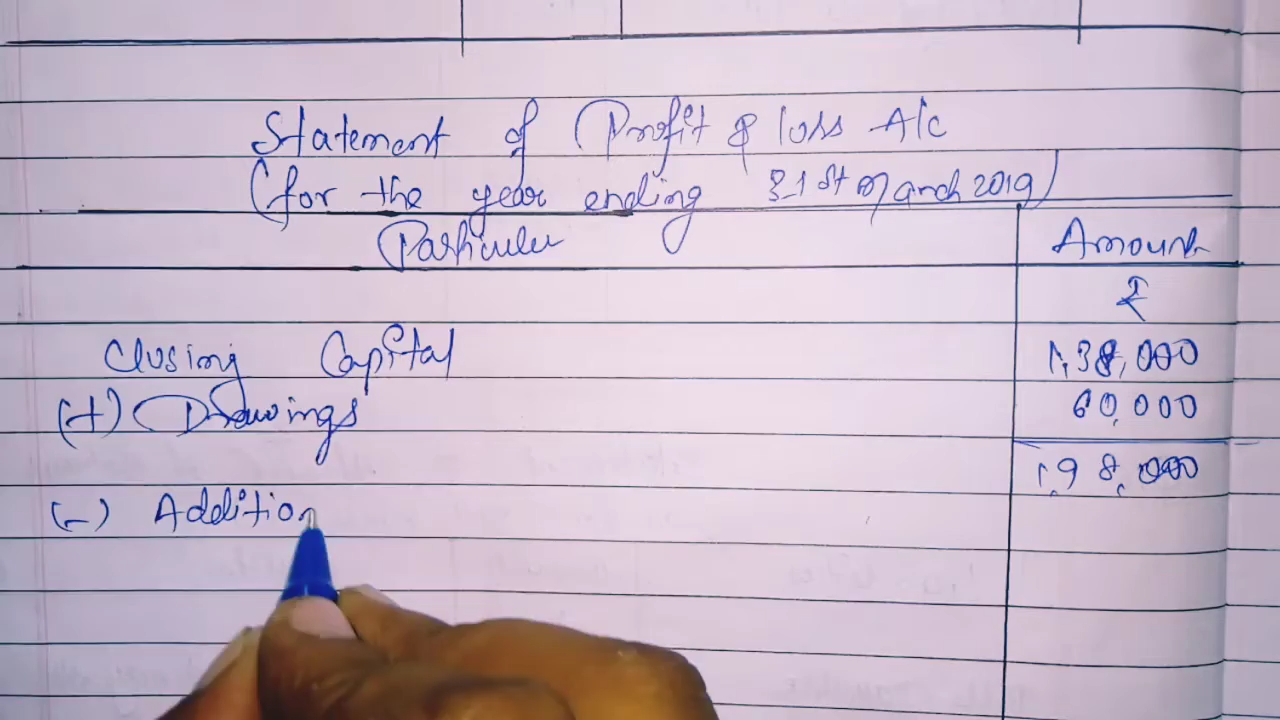 Statement of Profit & loss A/c
(for the year ending 31st March 2019)
Particular Amount
₹
Closing Capital 1,38,000
(+) Drawings 60,000
1,98,000
(-) Addition